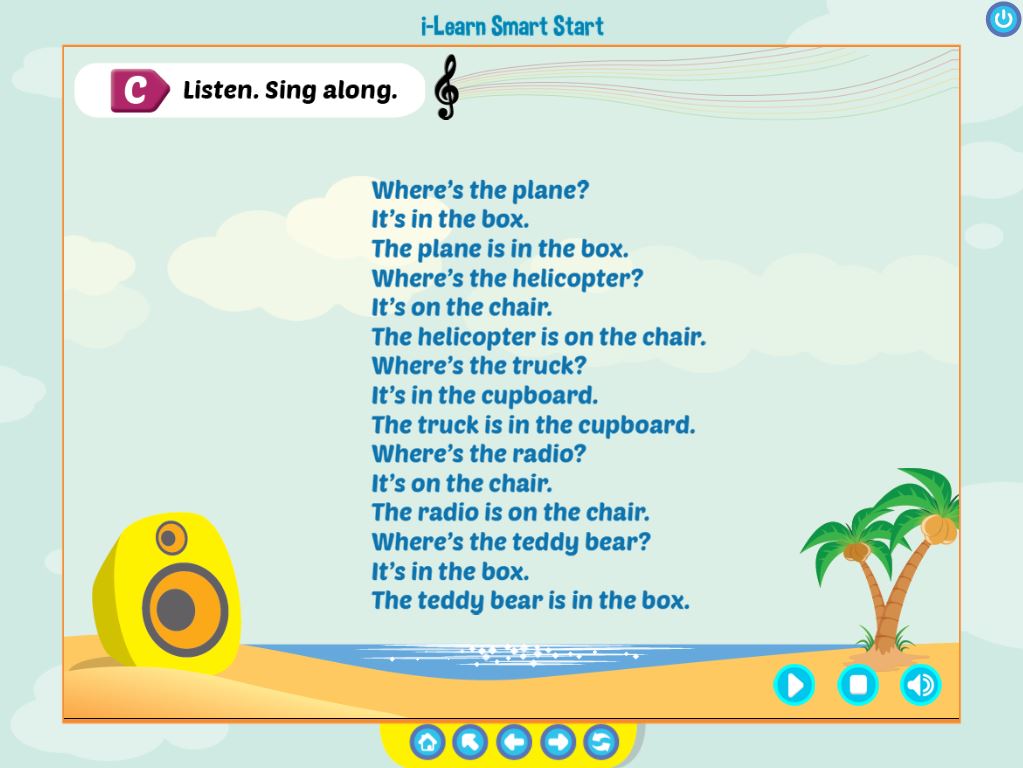 i-Learn Smart Start
C Listen. Sing along.
Where's the plane?
It's in the box.
The plane is in the box.
Where's the helicopter?
It's on the chair.
The helicopter is on the chair.
Where's the truck?
It's in the cupboard.
The truck is in the cupboard.
Where's the radio?
It's on the chair.
The radio is on the chair.
Where's the teddy bear?
It's in the box.
The teddy bear is in the box.